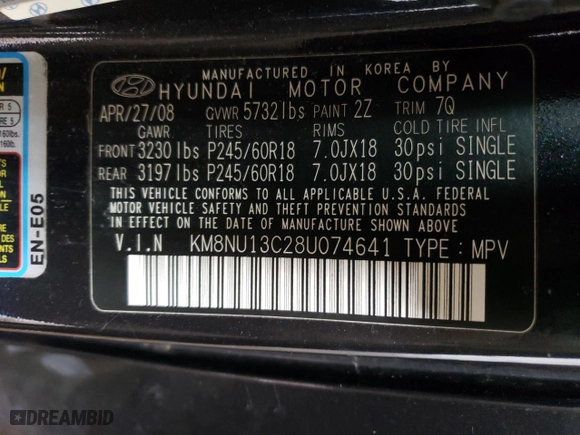 MANUFACTURED IN KOREA BY
HYUNDAI MOTOR COMPANY
APR/27/08 GVWR 5732lbs PAINT 2Z TRIM 7Q
GAWR TIRES RIMS COLD TIRE INFL
FRONT 3230lbs P245/60R18 7.0JX18 30psi SINGLE
REAR 3197lbs P245/60R18 7.0JX18 30psi SINGLE
THIS VEHICLE CONFORMS TO ALL APPLICABLE U.S.A. FEDERAL
MOTOR VEHICLE SAFETY AND THEFT PREVENTION STANDARDS
IN EFFECT ON THE DATE OF MANUFACTURE SHOWN ABOVE
V.I.N KM8NU13C28U074641 TYPE : MPV
EN-E05
DREAMBID